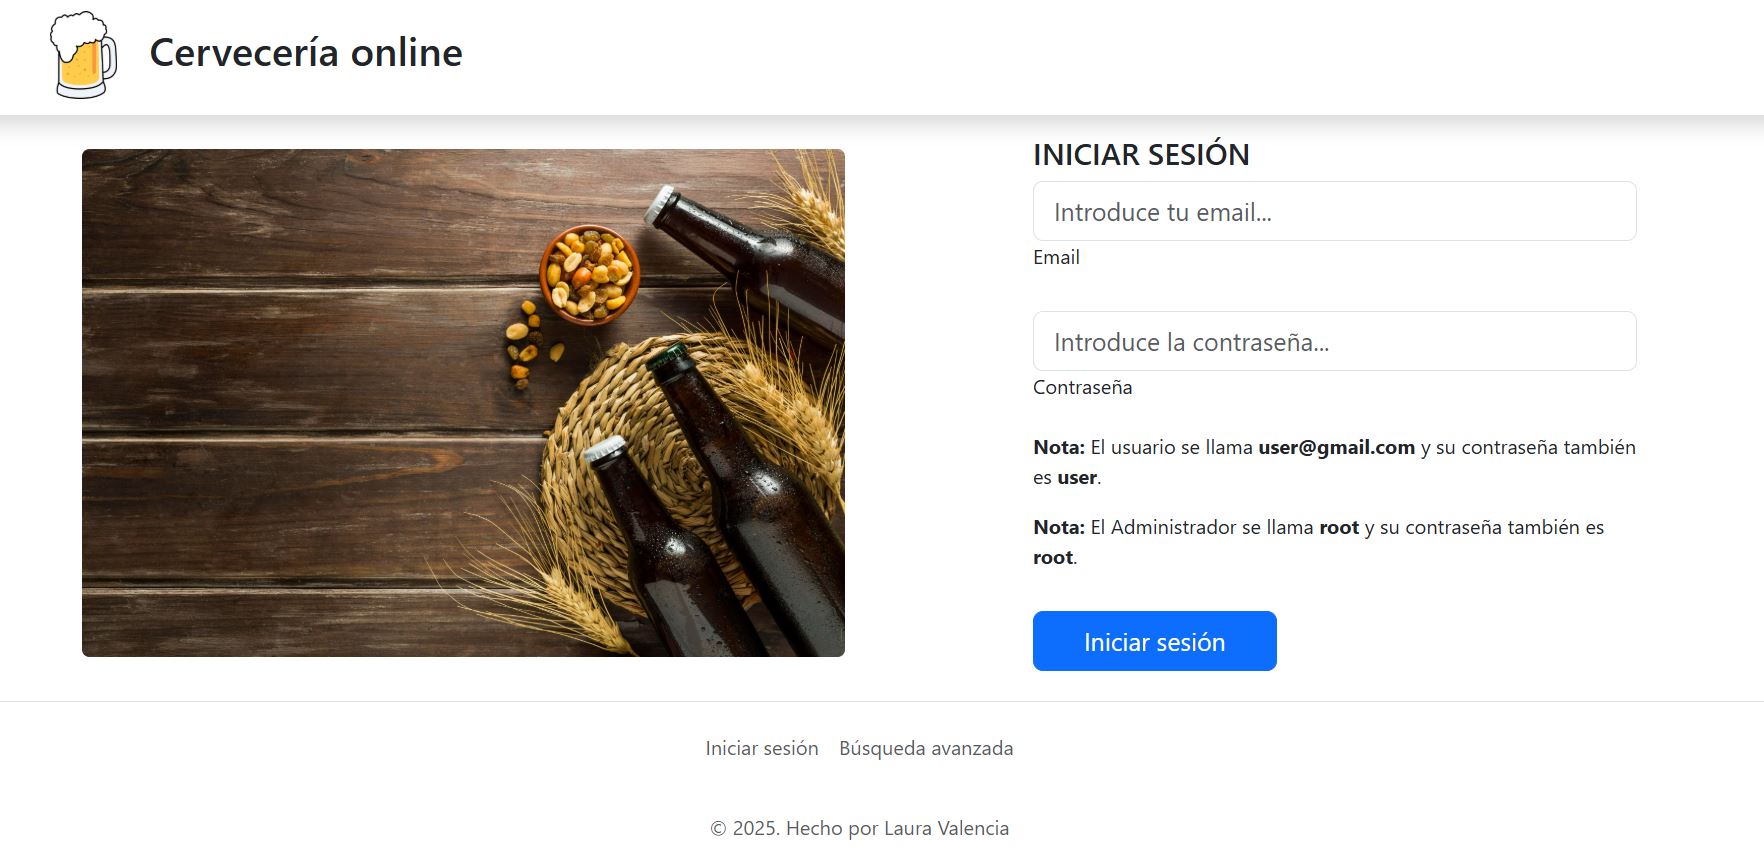 Cervecería online
INICIAR SESIÓN
Introduce tu email...
Email
Introduce la contraseña...
Contraseña
Nota: El usuario se llama user@gmail.com y su contraseña también
es user.
Nota: El Administrador se llama root y su contraseña también es
root.
Iniciar sesión
Iniciar sesión Búsqueda avanzada
© 2025. Hecho por Laura Valencia